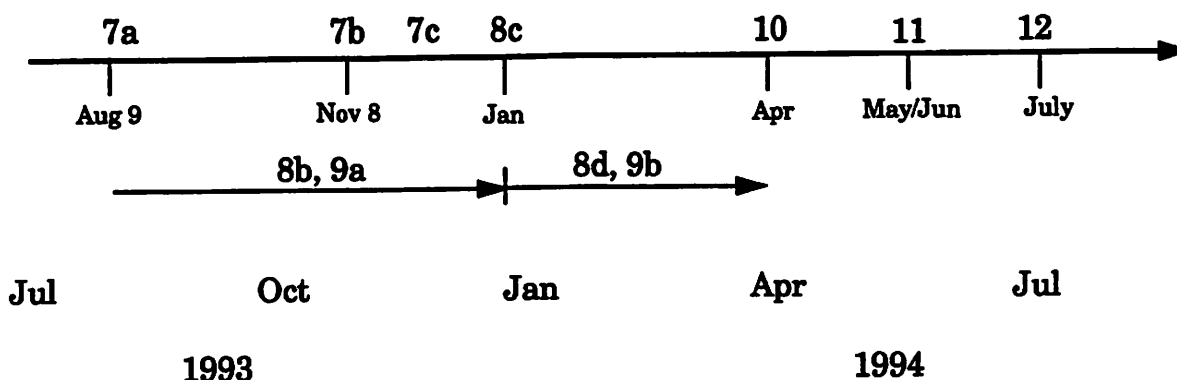 7a 7b 7c 8c 10 11 12
Aug 9 Nov 8 Jan Apr May/Jun July
8b, 9a 8d, 9b
Jul Oct Jan Apr Jul
1993 1994